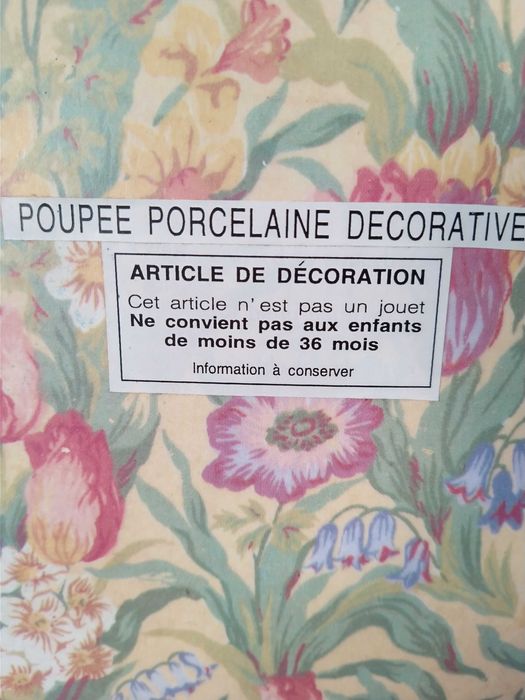 POUPEE PORCELAINE DECORATIVE
ARTICLE DE DÉCORATION
Cet article n'est pas un jouet
Ne convient pas aux enfants
de moins de 36 mois
Information à conserver